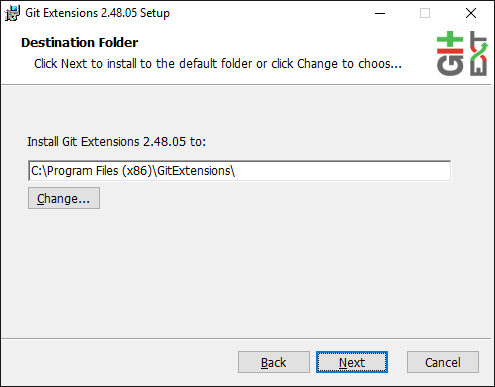 Git Extensions 2.48.05 Setup
Destination Folder
Click Next to install to the default folder or click Change to choos...
Git
EXT
Install Git Extensions 2.48.05 to:
C:\Program Files (x86)\GitExtensions\
Change...
Back Next Cancel